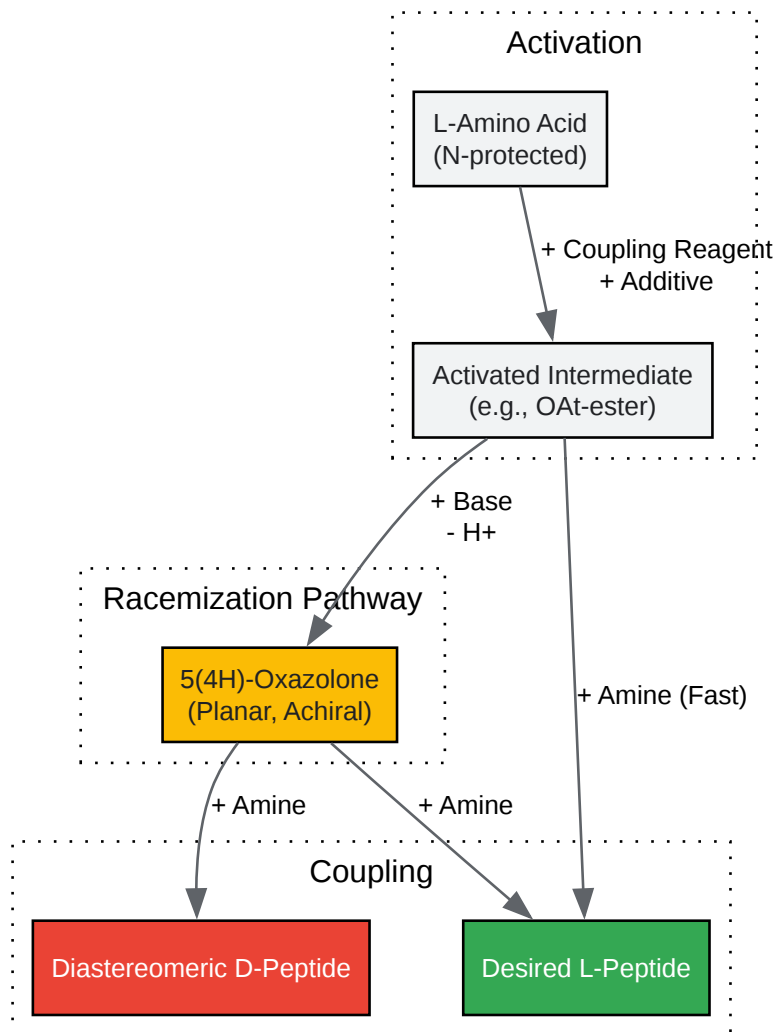 Activation
L-Amino Acid
(N-protected)
+ Coupling Reagent
+ Additive
Activated Intermediate
(e.g., OAt-ester)
+ Base
- H+
Racemization Pathway
5(4H)-Oxazolone
(Planar, Achiral)
+ Amine (Fast)
+ Amine
+ Amine
Coupling
Diastereomeric D-Peptide
Desired L-Peptide